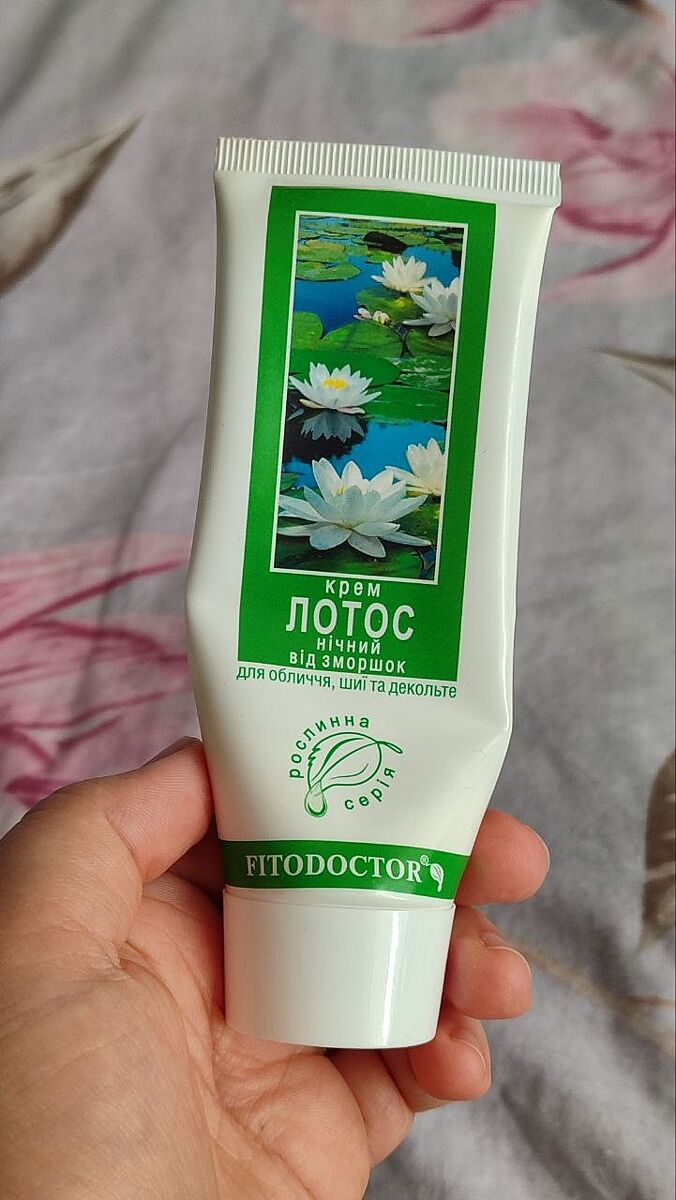 крем
ЛОТОС
нічний
від зморшок
для обличчя, шиї та декольте
рослинна
серія
FITODOCTOR®